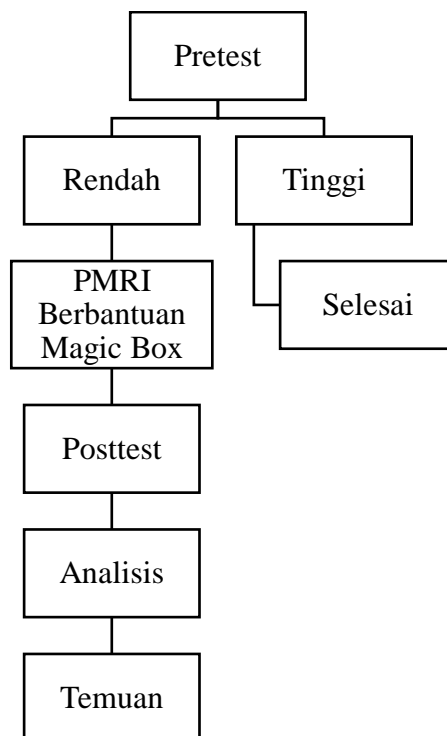 Pretest
Rendah
Tinggi
PMRI
Berbantuan
Magic Box
Selesai
Posttest
Analisis
Temuan